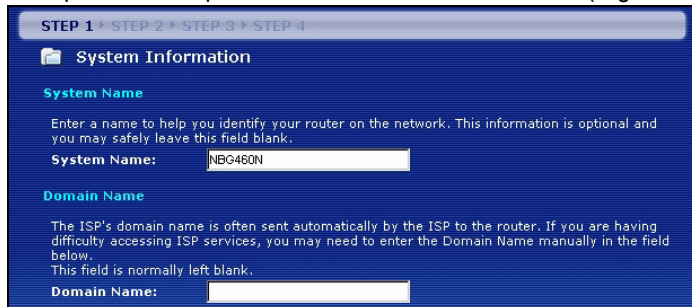 STEP 1 › STEP 2 › STEP 3 › STEP 4
System Information
System Name
Enter a name to help you identify your router on the network. This information is optional and
you may safely leave this field blank.
System Name: NBG460N
Domain Name
The ISP's domain name is often sent automatically by the ISP to the router. If you are having
difficulty accessing ISP services, you may need to enter the Domain Name manually in the field
below.
This field is normally left blank.
Domain Name: